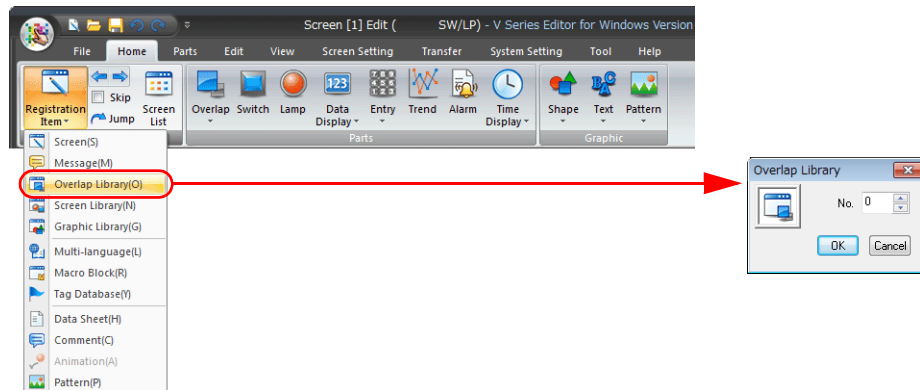 Screen [1] Edit ( SW/LP) - V Series Editor for Windows Version
File Home Parts Edit View Screen Setting Transfer System Setting Tool Help
Registration Item
Skip
Jump
Screen List
Overlap Switch Lamp Data Display Entry Trend Alarm Time Display Shape Text Pattern
123
Parts Graphic
Screen(S)
Message(M)
Overlap Library(O)
Screen Library(N)
Graphic Library(G)
Multi-language(L)
Macro Block(R)
Tag Database(Y)
Data Sheet(H)
Comment(C)
Animation(A)
Pattern(P)
Overlap Library
No. 0
OK Cancel